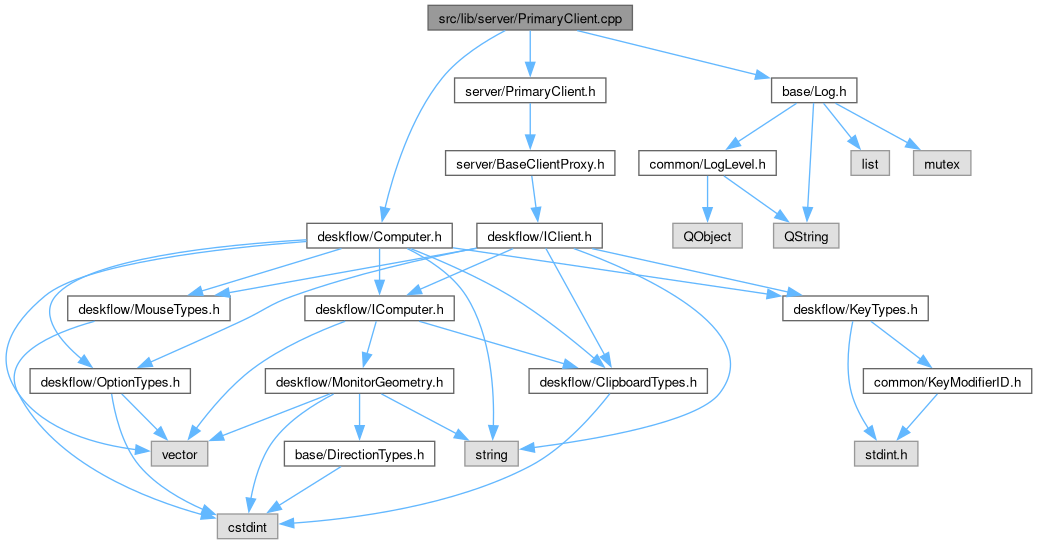 src/lib/server/PrimaryClient.cpp
server/PrimaryClient.h
base/Log.h
server/BaseClientProxy.h
common/LogLevel.h
list
mutex
deskflow/Computer.h
deskflow/IClient.h
QObject
QString
deskflow/MouseTypes.h
deskflow/IComputer.h
deskflow/KeyTypes.h
deskflow/OptionTypes.h
deskflow/MonitorGeometry.h
deskflow/ClipboardTypes.h
common/KeyModifierID.h
vector
base/DirectionTypes.h
string
stdint.h
cstdint